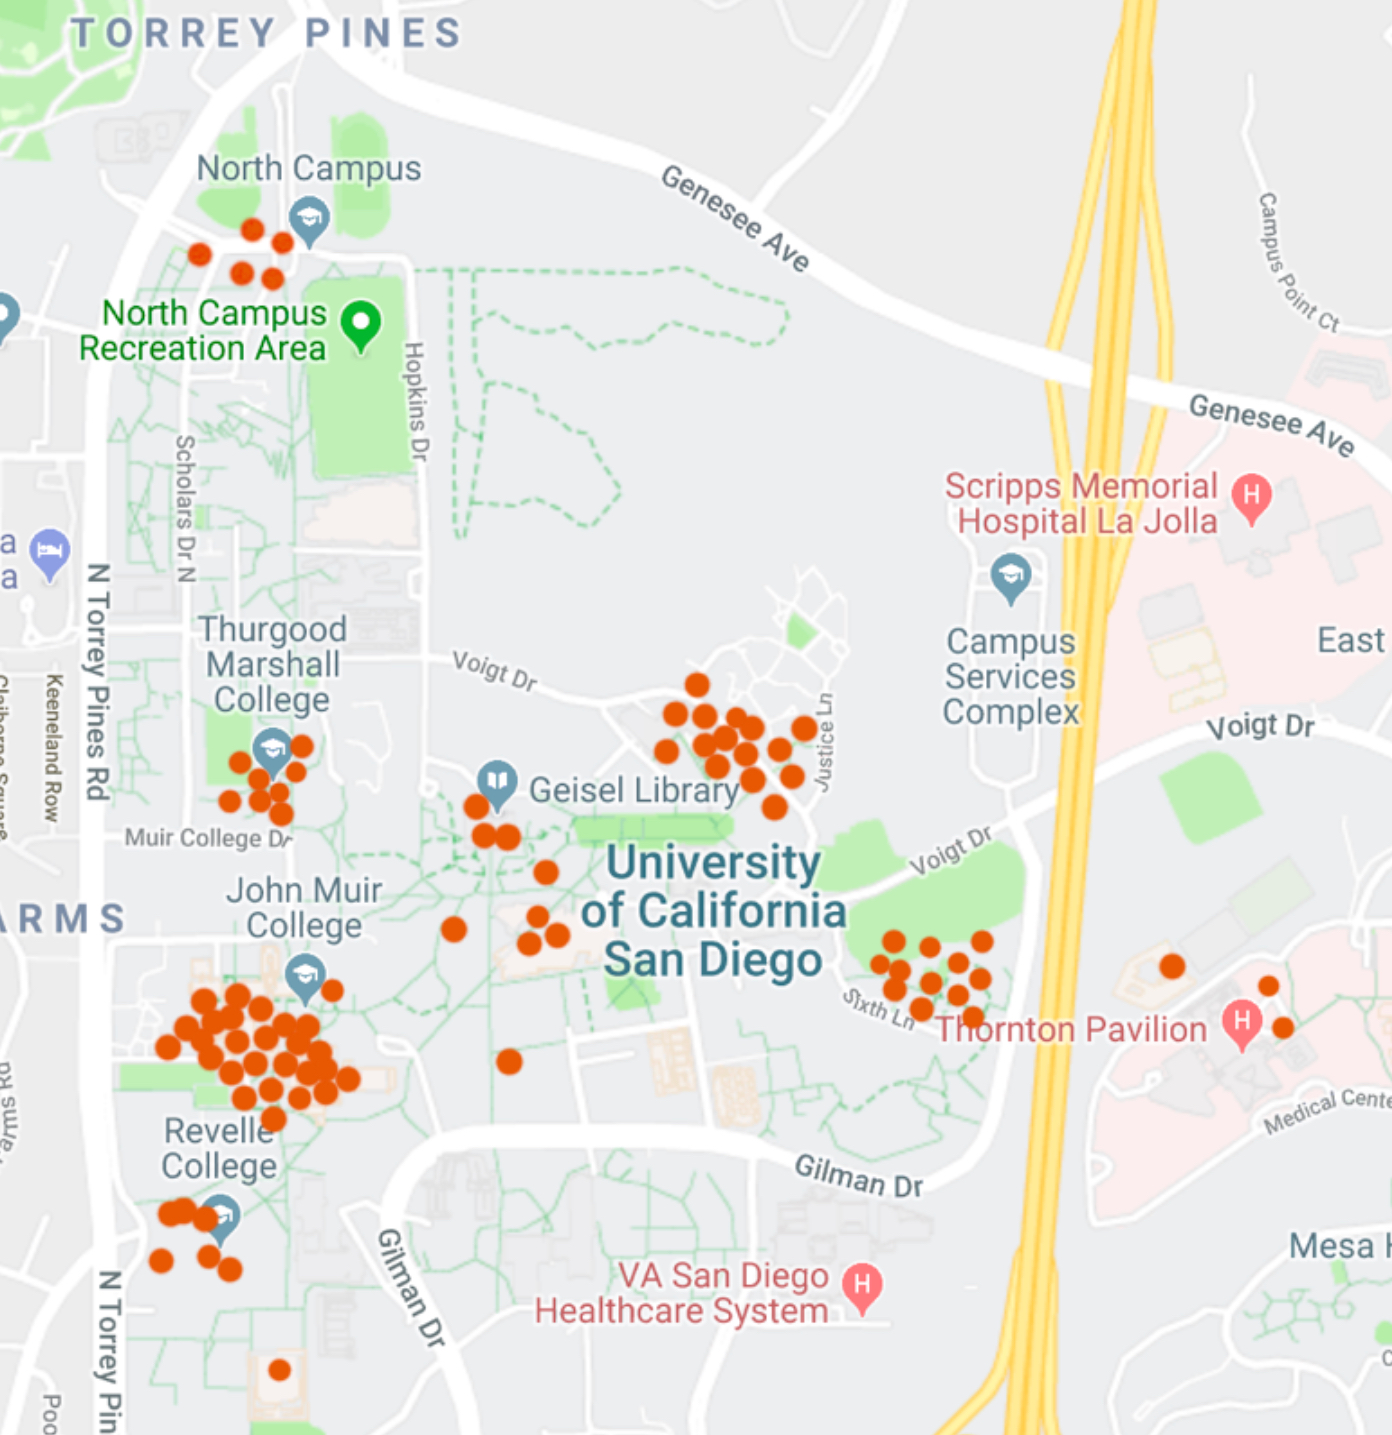 TORREY PINES
North Campus
Genesee Ave
Campus Point Ct
North Campus
Recreation Area
Hopkins Dr
Genesee Ave
Scholars Dr N
Scripps Memorial
Hospital La Jolla
H
a
a
N Torrey Pines Rd
Thurgood
Marshall
College
Voigt Dr
Campus
Services
Complex
East
Keeneland Row
Justice Ln
Voigt Dr
Geisel Library
Muir College Dr
Voigt Dr
University
of California
San Diego
John Muir
College
ARMS
Sixth Ln
Thornton Pavilion
H
Medical Cente
Revelle
College
Gilman Dr
Gilman Dr
Mesa H
VA San Diego
Healthcare System
H
N Torrey Pin
Poo